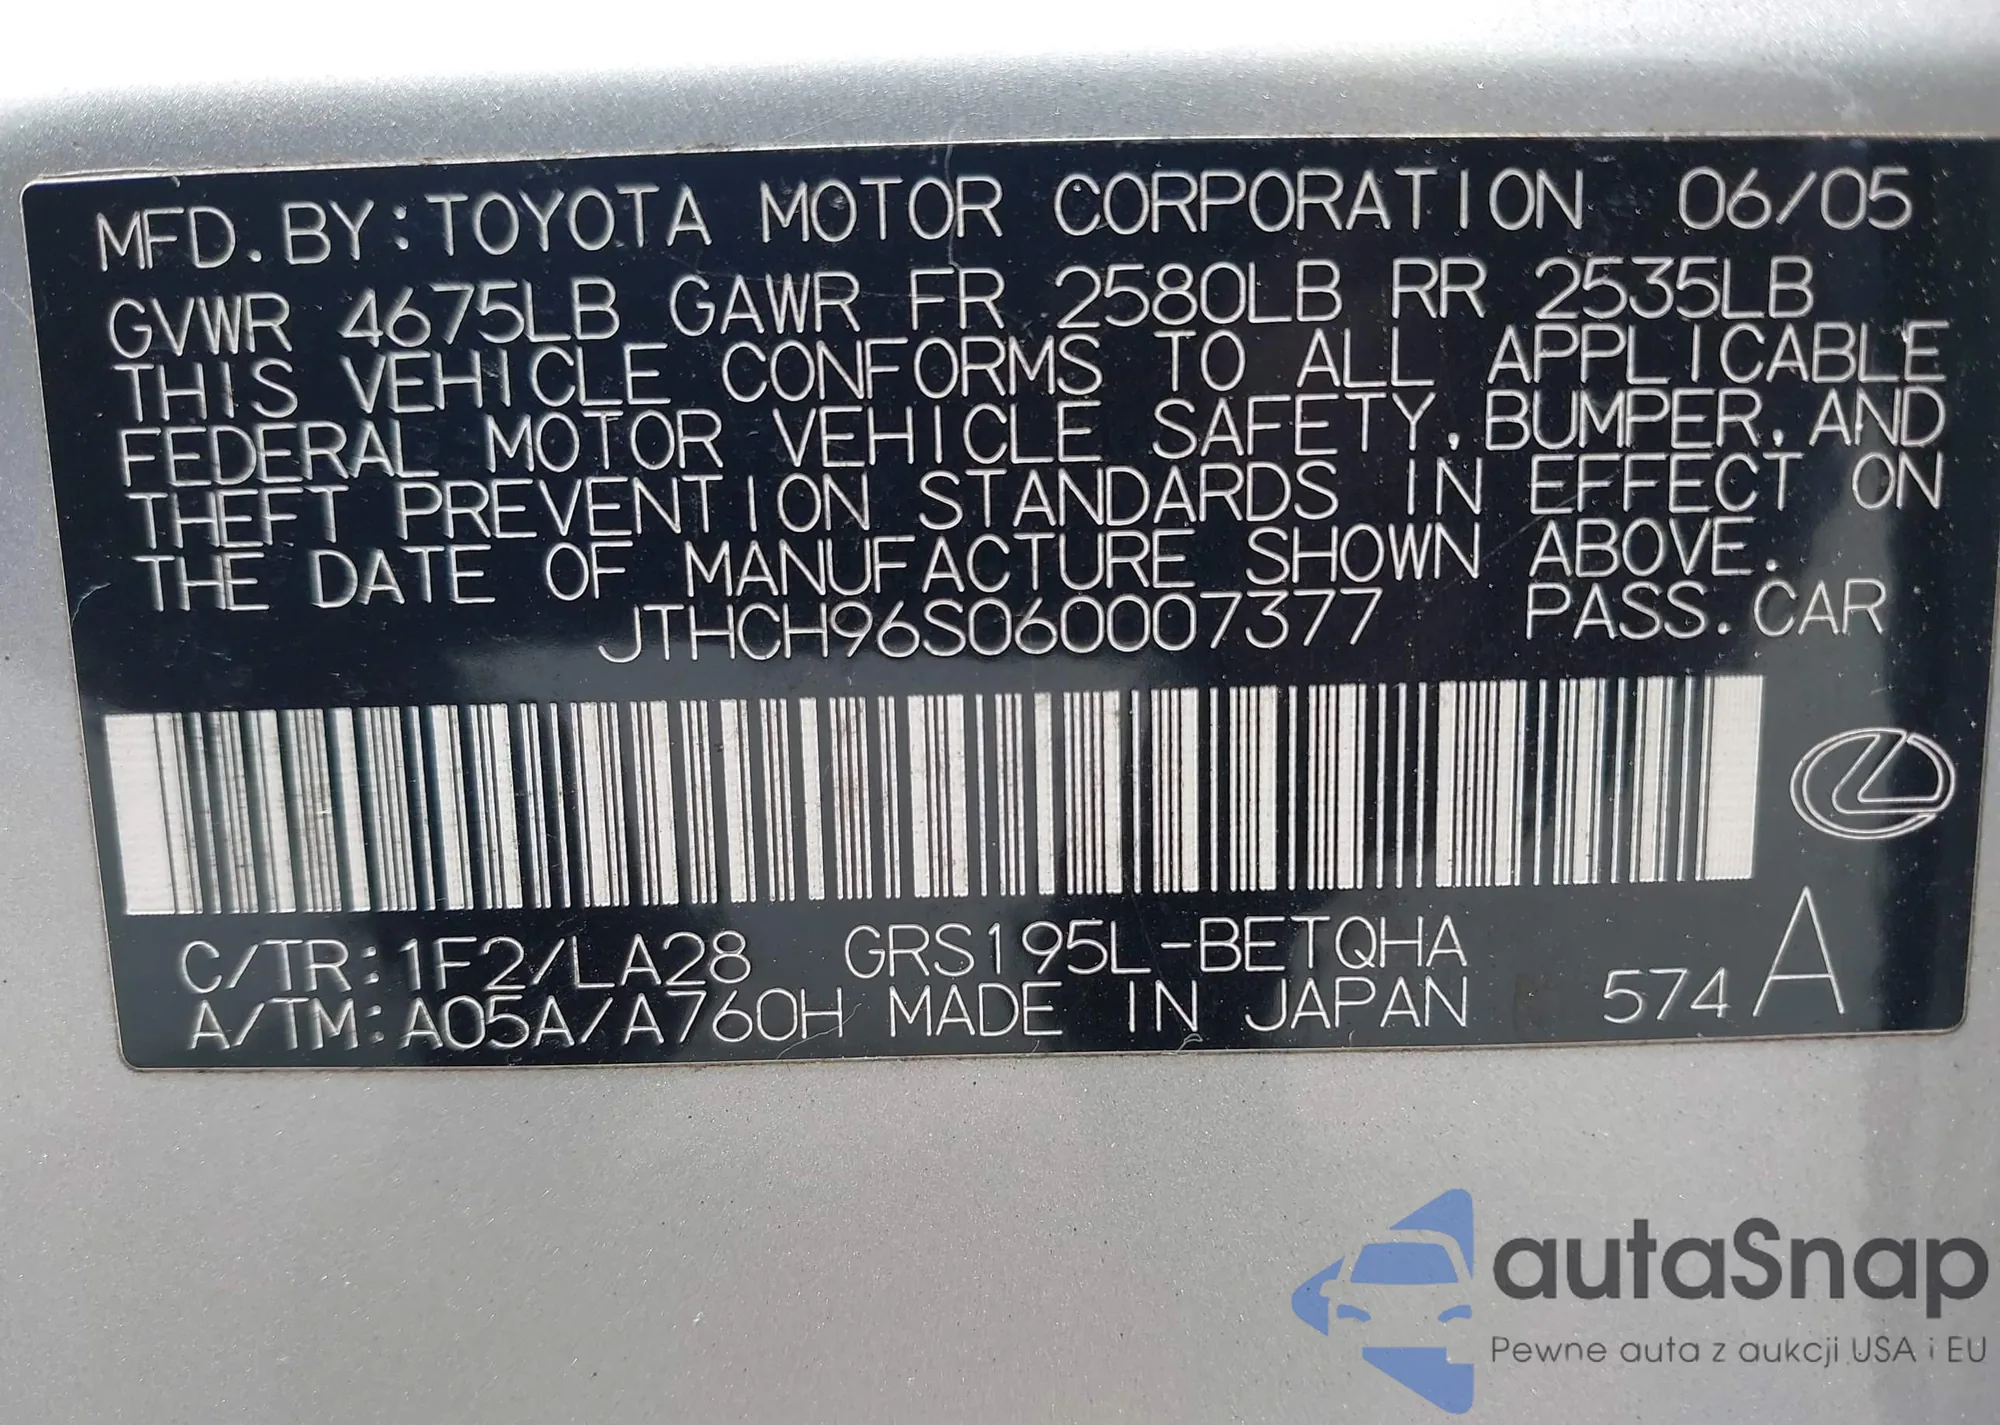 MFD.BY:TOYOTA MOTOR CORPORATION 06/05
GVWR 4675LB GAWR FR 2580LB RR 2535LB
THIS VEHICLE CONFORMS TO ALL APPLICABLE
FEDERAL MOTOR VEHICLE SAFETY,BUMPER,AND
THEFT PREVENTION STANDARDS IN EFFECT ON
THE DATE OF MANUFACTURE SHOWN ABOVE.
JTHCH96S060007377 PASS.CAR
C/TR:1F2/LA28 GRS195L-BETQHA
A/TM:A05A/A760H MADE IN JAPAN 574A
autaSnap
Pewne auta z aukcji USA i EU